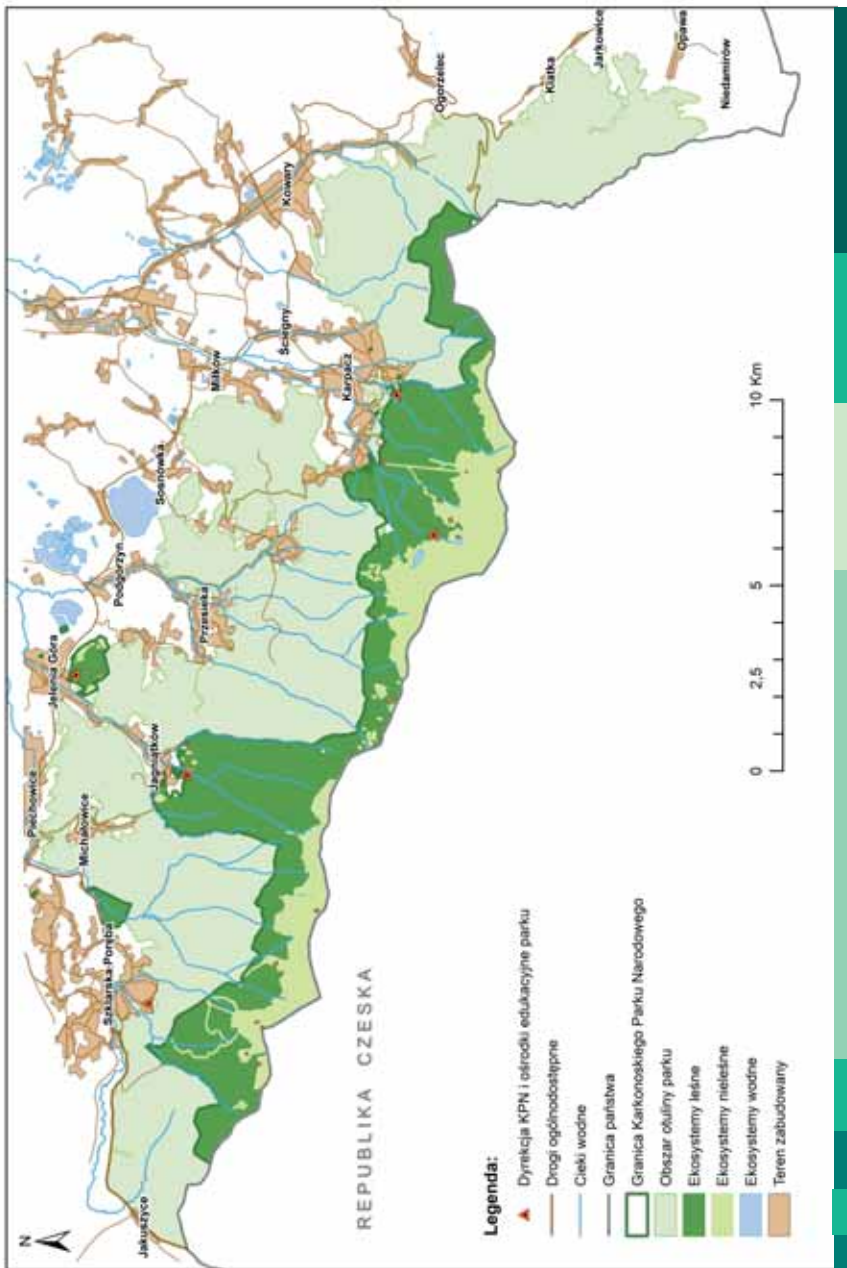 N
Jakuszyce
Szklarska Poręba
Piechowice
Michałowice
Jagniątków
Jelenia Góra
Podgórzyn
Przesieka
Sosnówka
Miłków
Ściegny
Karpacz
Kowary
Ogorzelec
Klatka
Jarkowice
Opawa
Niedamirów
REPUBLIKA CZESKA
Legenda:
Dyrekcja KPN i ośrodki edukacyjne parku
Drogi ogólnodostępne
Cieki wodne
Granica państwa
Granica Karkonoskiego Parku Narodowego
Obszar otuliny parku
Ekosystemy leśne
Ekosystemy nieleśne
Ekosystemy wodne
Teren zabudowany
0 2,5 5 10 Km